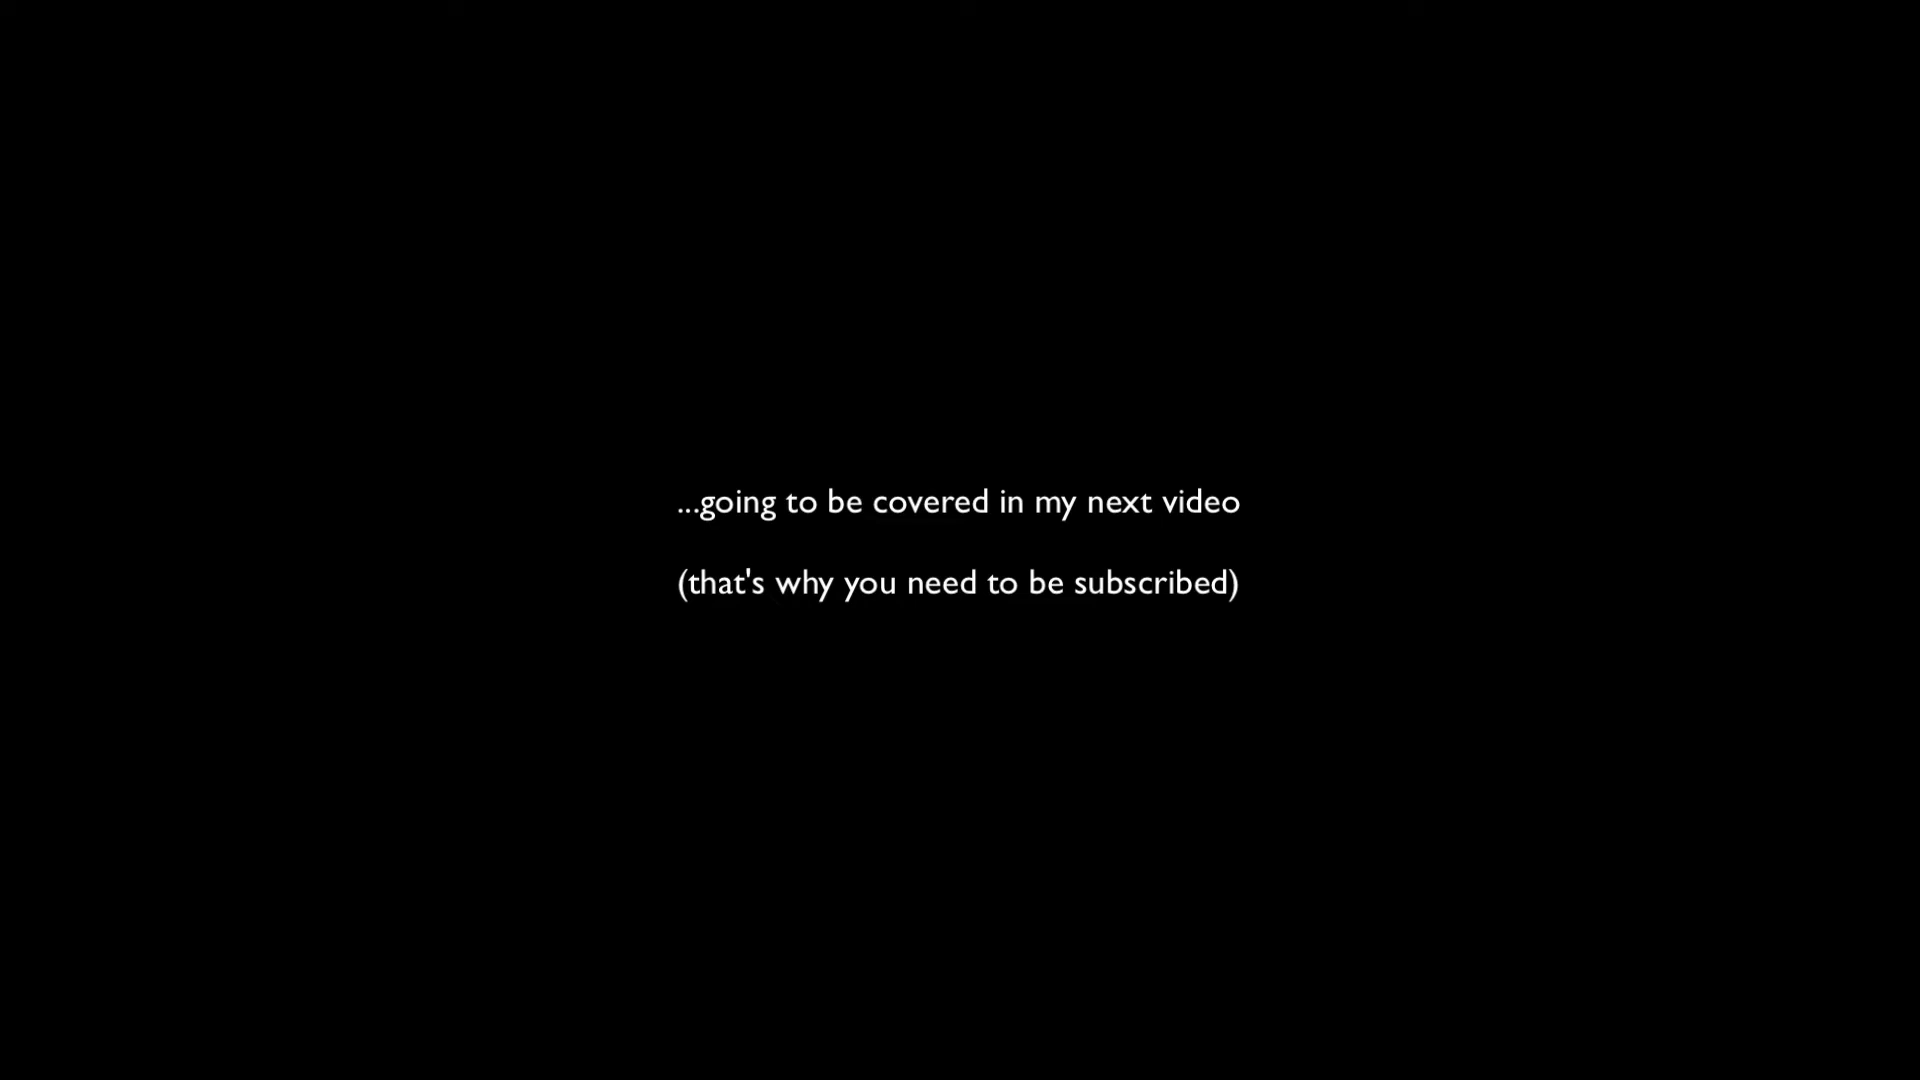 ...going to be covered in my next video
(that's why you need to be subscribed)